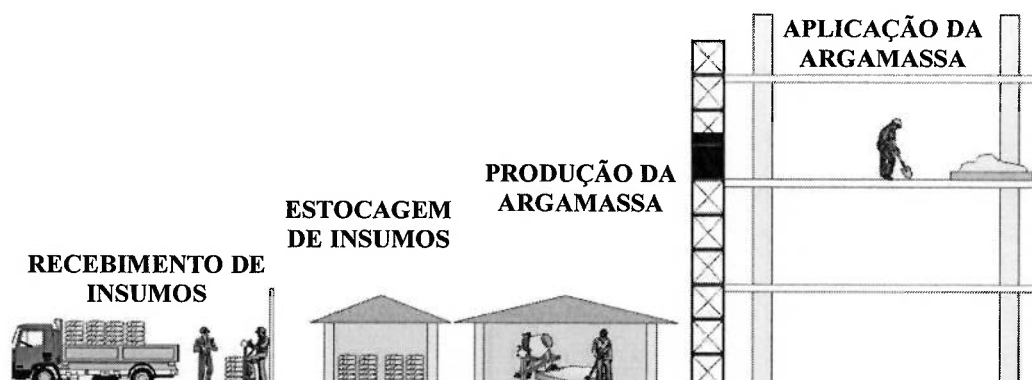 RECEBIMENTO DE
INSUMOS
ESTOCAGEM
DE INSUMOS
PRODUÇÃO DA
ARGAMASSA
APLICAÇÃO DA
ARGAMASSA